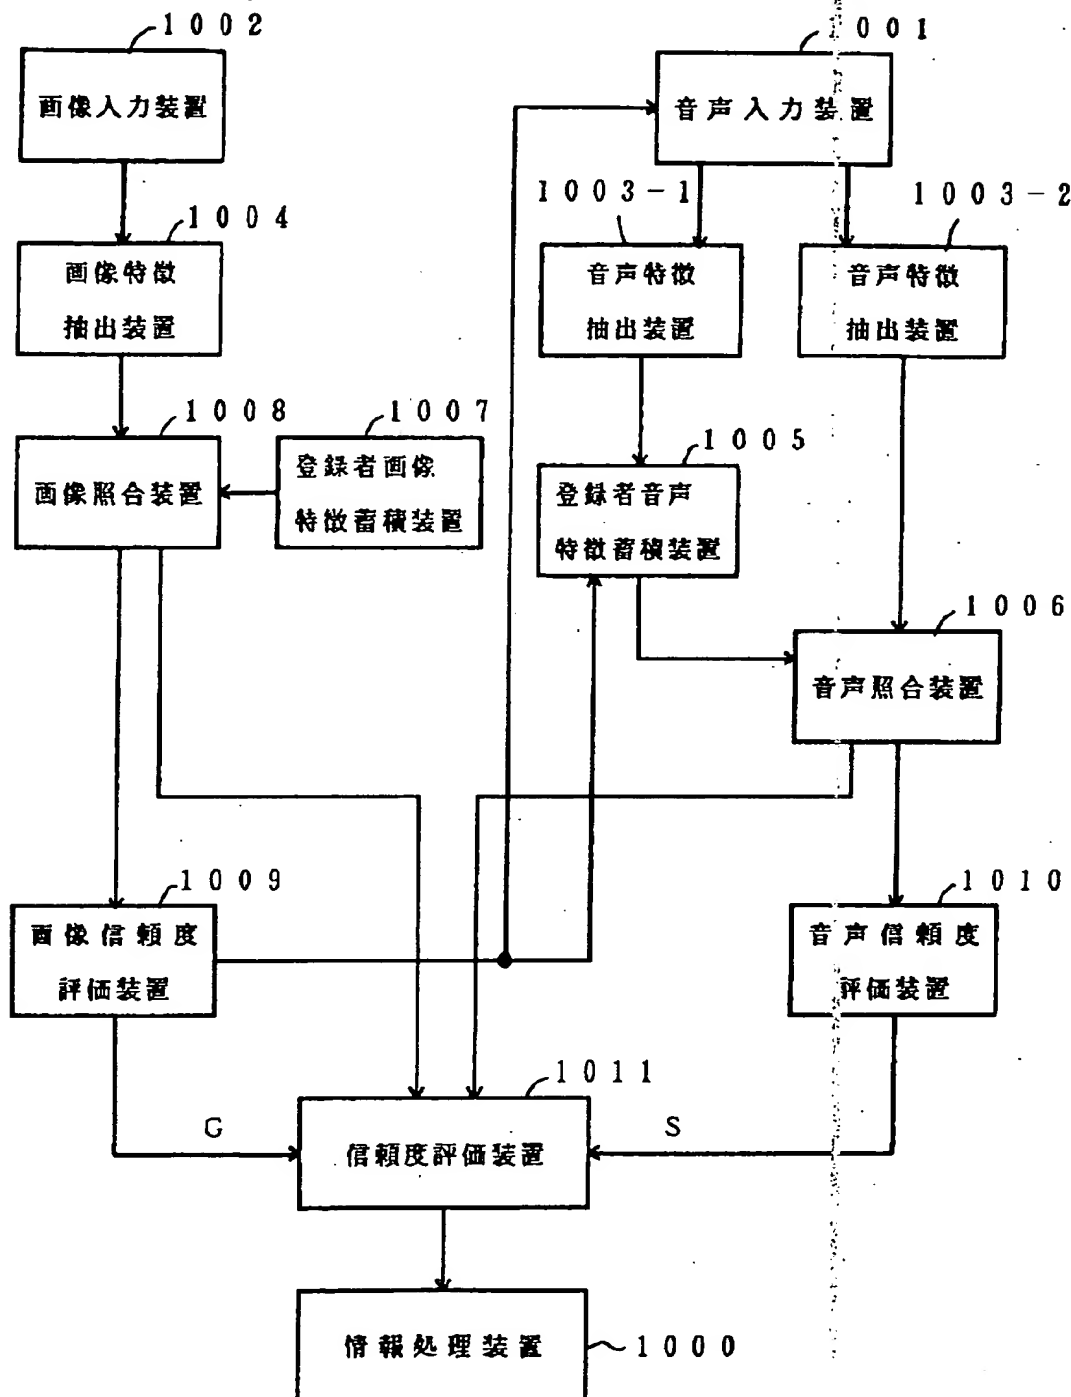 1002
画像入力装置
1001
音声入力装置
1004
画像特徴
抽出装置
1003-1
音声特徴
抽出装置
1003-2
音声特徴
抽出装置
1008
画像照合装置
1007
登録者画像
特徴蓄積装置
1005
登録者音声
特徴蓄積装置
1006
音声照合装置
1009
画像信頼度
評価装置
1010
音声信頼度
評価装置
1011
信頼度評価装置
G
S
情報処理装置
1000